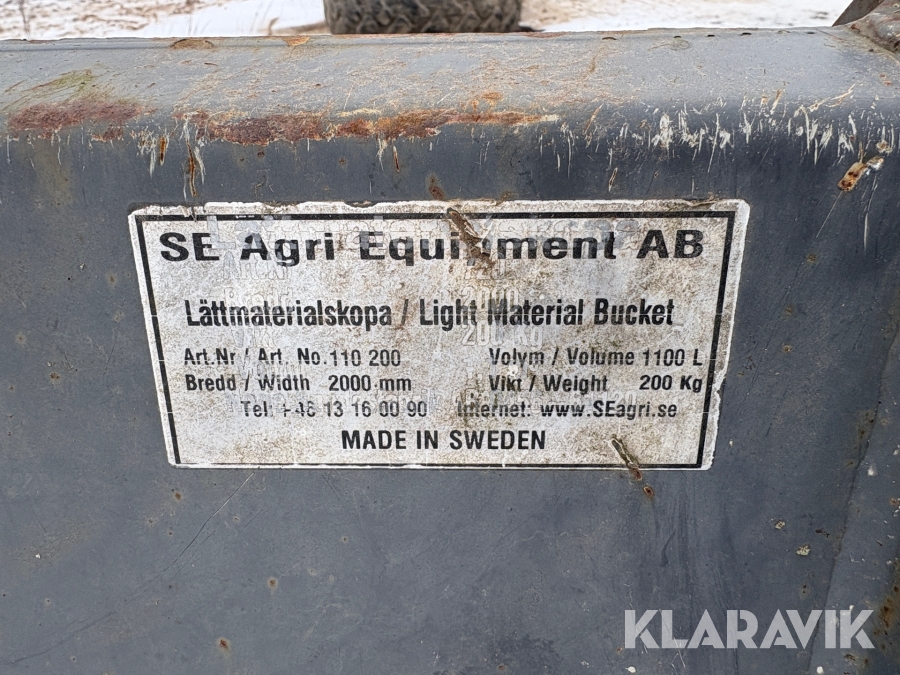 SE Agri Equipment AB
Lättmaterialskopa / Light Material Bucket
Art.Nr / Art. No. 110 200 Volym / Volume 1100 L
Bredd / Width 2000 mm Vikt / Weight 200 Kg
Tel: +46 13 16 00 90 Internet: www.SEagri.se
MADE IN SWEDEN
KLARAVIK